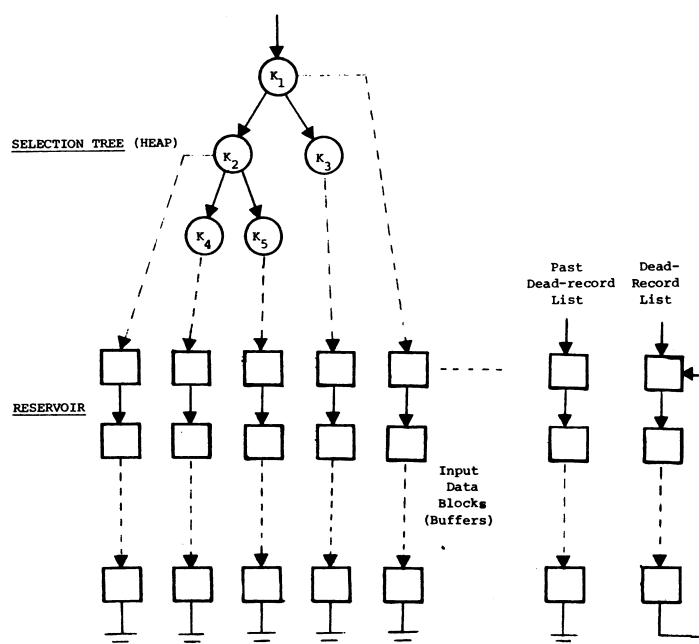 K1
SELECTION TREE (HEAP)
K2
K3
K4
K5
Past
Dead-record
List
Dead-
Record
List
RESERVOIR
Input
Data
Blocks
(Buffers)